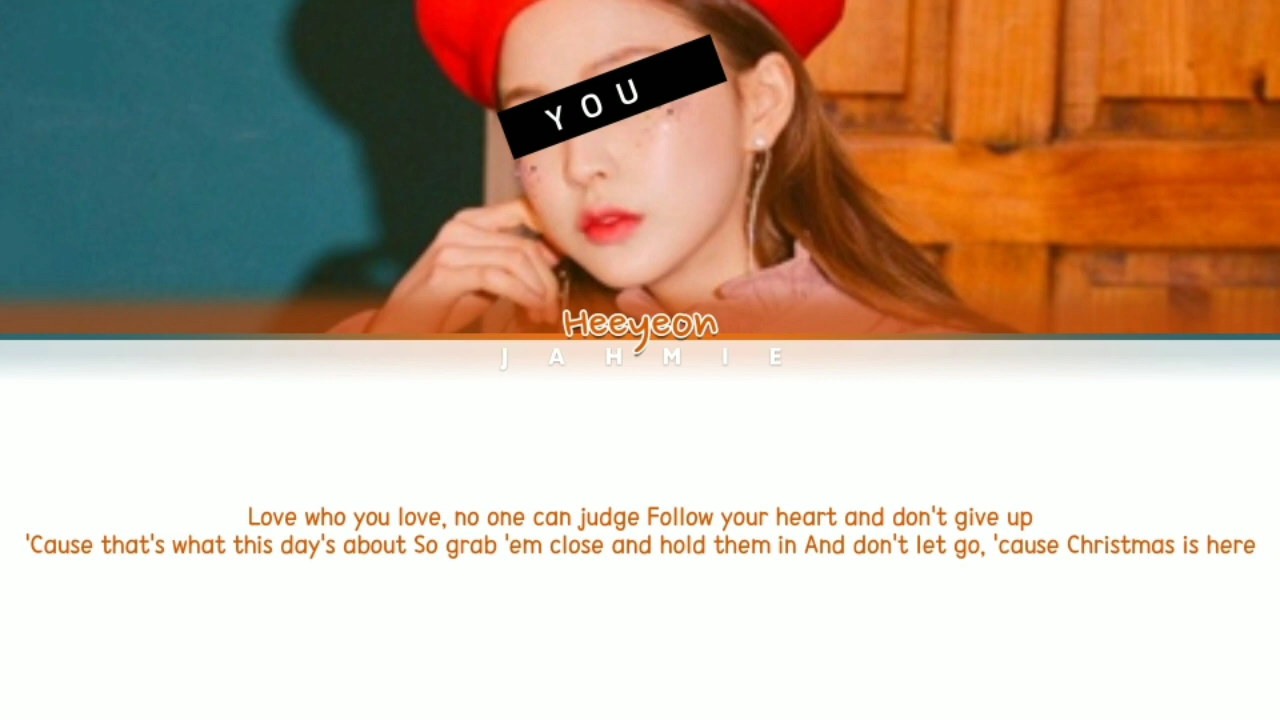 YOU
Heeyeon
JAHMIE
Love who you love, no one can judge Follow your heart and don't give up
'Cause that's what this day's about So grab 'em close and hold them in And don't let go, 'cause Christmas is here